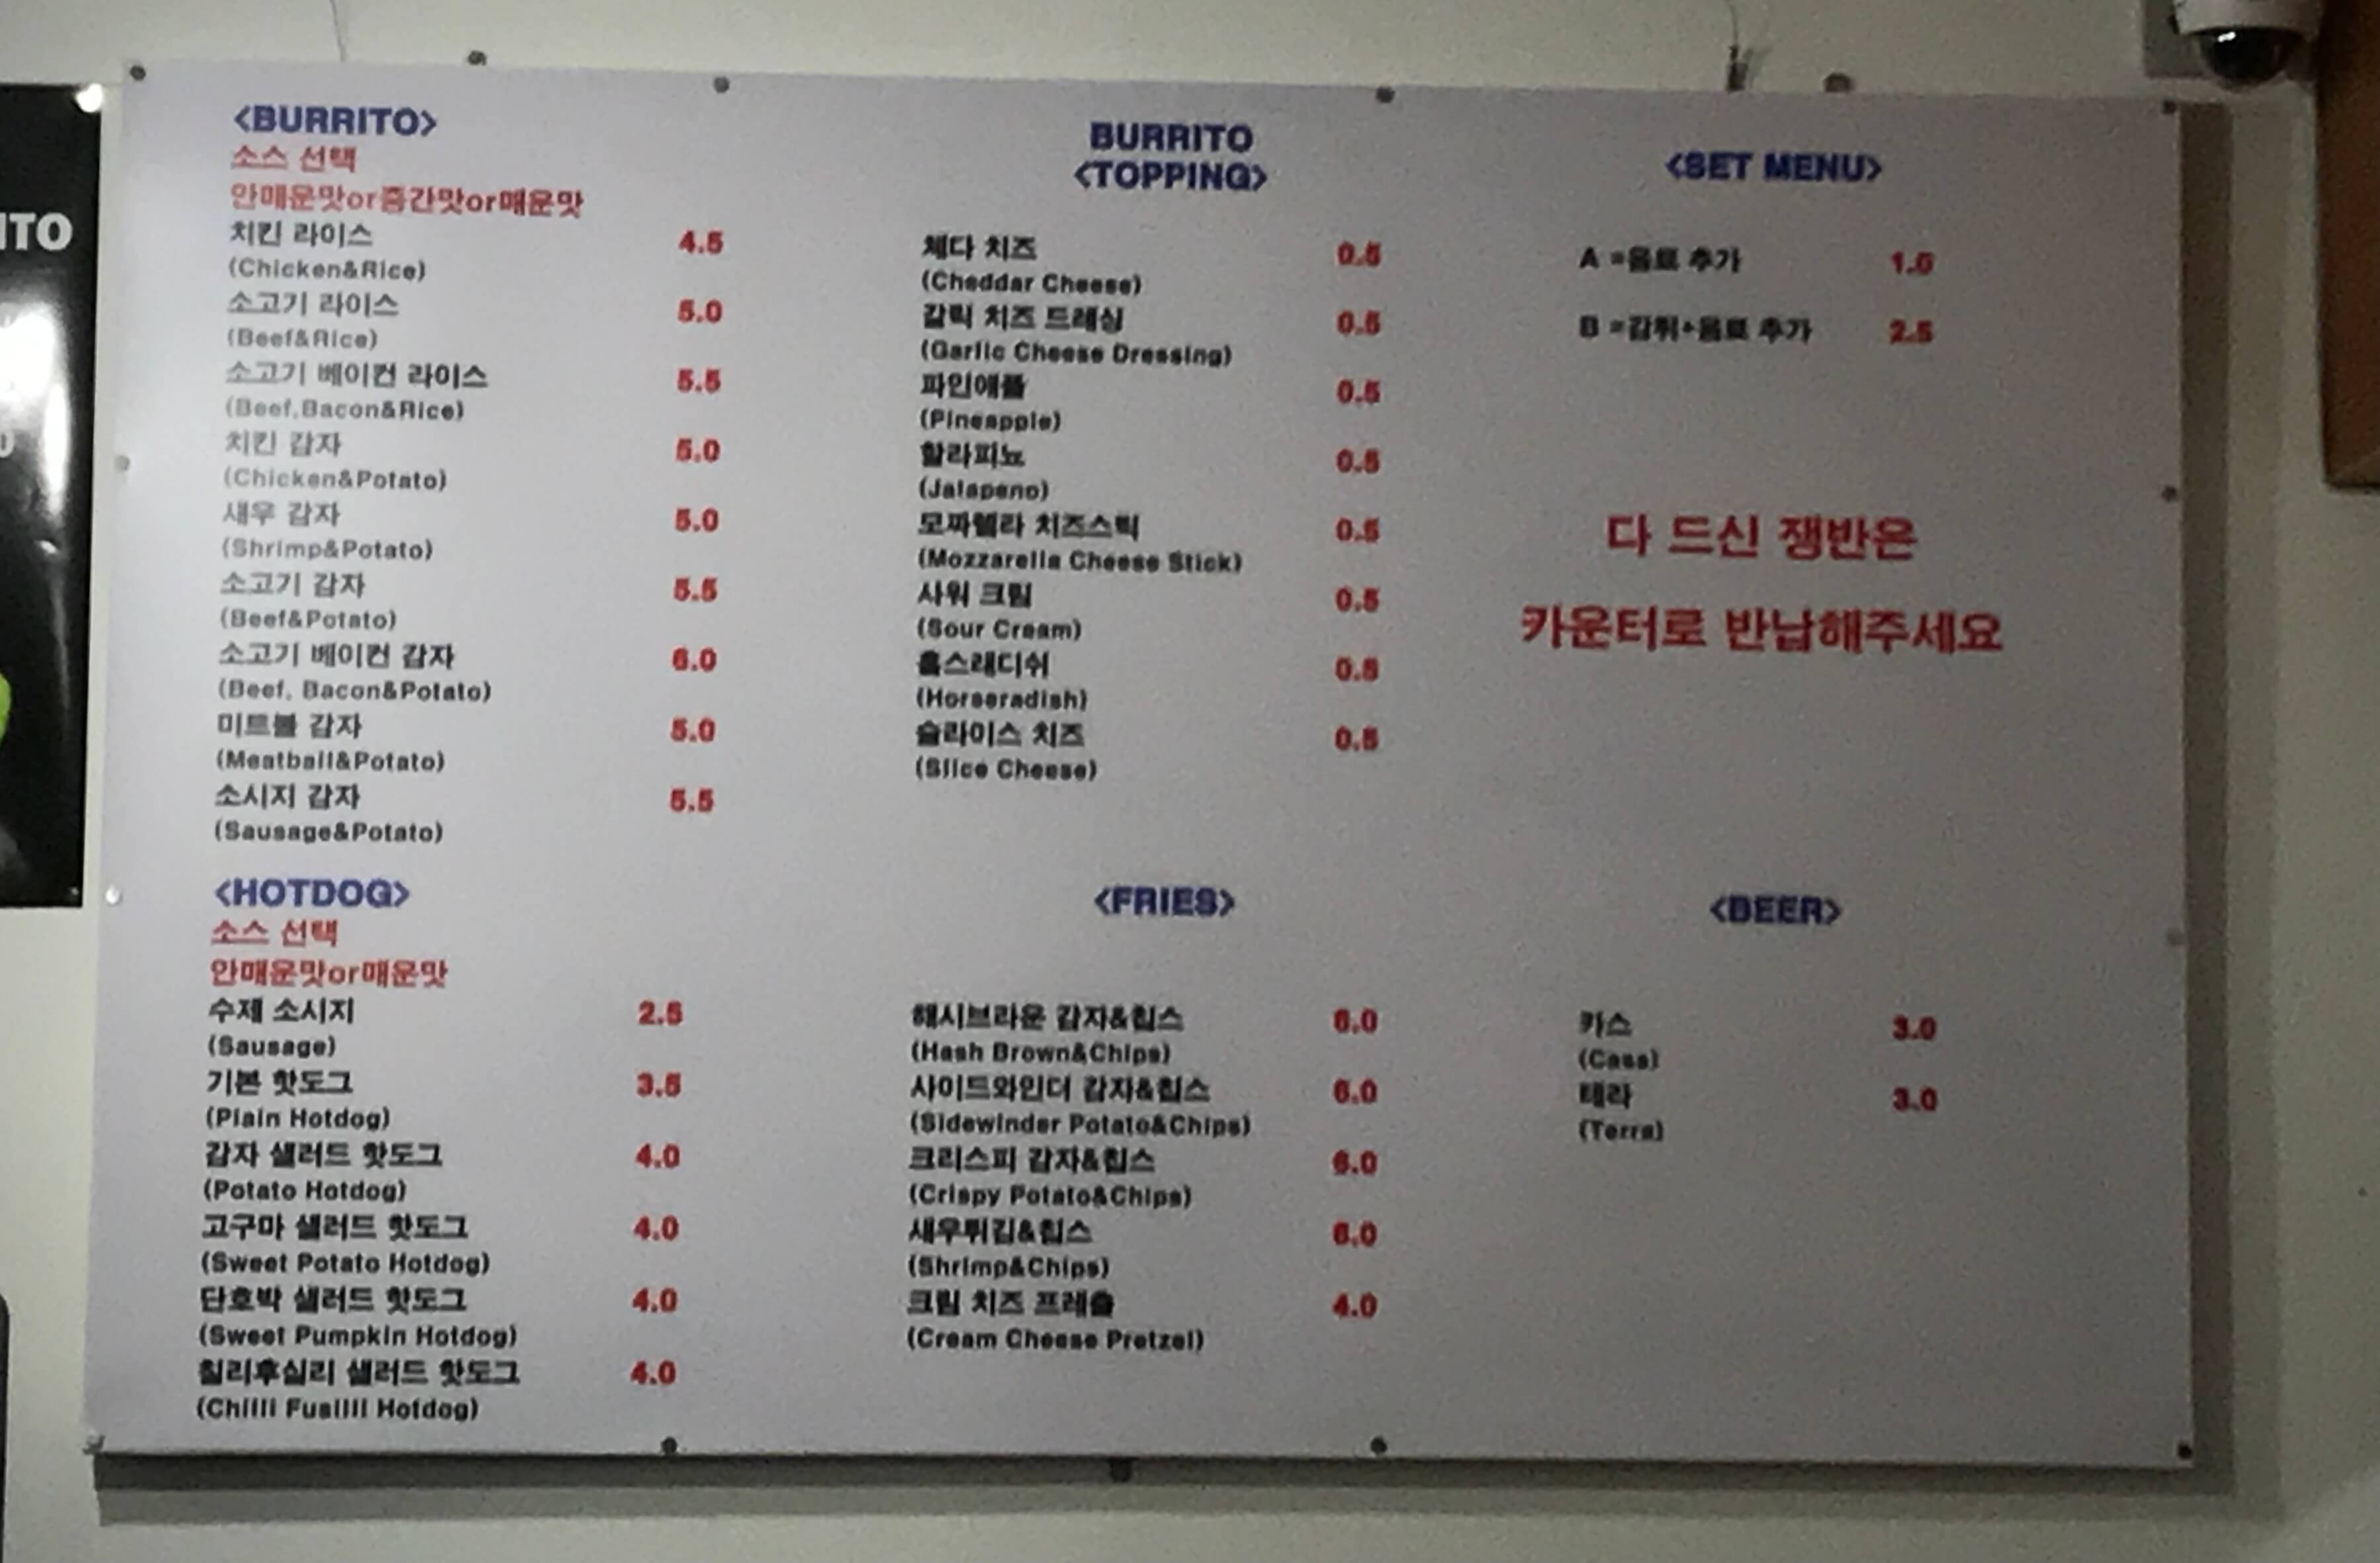 ITO
<BURRITO>
소스 선택
안매운맛or중간맛or매운맛
치킨 라이스 4.5
(Chicken&Rice)
소고기 라이스 5.0
(Beef&Rice)
소고기 베이컨 라이스 5.5
(Beef,Bacon&Rice)
치킨 감자 5.0
(Chicken&Potato)
새우 감자 5.0
(Shrimp&Potato)
소고기 감자 5.5
(Beef&Potato)
소고기 베이컨 감자 6.0
(Beef, Bacon&Potato)
미트볼 감자 5.0
(Meatball&Potato)
소시지 감자 5.5
(Sausage&Potato)
<HOTDOG>
소스 선택
안매운맛or매운맛
수제 소시지 2.5
(Sausage)
기본 핫도그 3.5
(Plain Hotdog)
감자 샐러드 핫도그 4.0
(Potato Hotdog)
고구마 샐러드 핫도그 4.0
(Sweet Potato Hotdog)
단호박 샐러드 핫도그 4.0
(Sweet Pumpkin Hotdog)
칠리후실리 샐러드 핫도그 4.0
(Chilli Fusilli Hotdog)
BURRITO
<TOPPING>
체다 치즈 0.5
(Cheddar Cheese)
갈릭 치즈 드레싱 0.5
(Garlic Cheese Dressing)
파인애플 0.5
(Pineapple)
할라피뇨 0.5
(Jalapeno)
모짜렐라 치즈스틱 0.5
(Mozzarella Cheese Stick)
사워 크림 0.5
(Sour Cream)
홀스래디쉬 0.5
(Horseradish)
슬라이스 치즈 0.5
(Slice Cheese)
<FRIES>
해시브라운 감자&칩스 6.0
(Hash Brown&Chips)
사이드와인더 감자&칩스 6.0
(Sidewinder Potato&Chips)
크리스피 감자&칩스 6.0
(Crispy Potato&Chips)
새우튀김&칩스 6.0
(Shrimp&Chips)
크림 치즈 프레즐 4.0
(Cream Cheese Pretzel)
<SET MENU>
A =음료 추가 1.0
B =감튀+음료 추가 2.5
다 드신 쟁반은
카운터로 반납해주세요
<BEER>
카스 3.0
(Cass)
테라 3.0
(Terra)